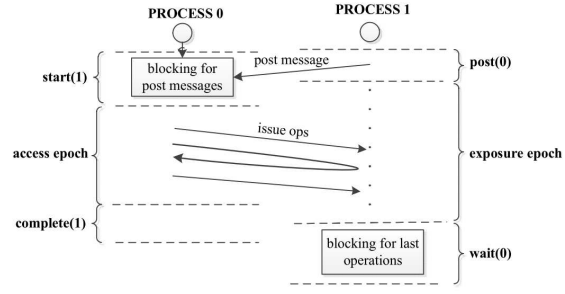 PROCESS 0
PROCESS 1
start(1)
blocking for
post messages
post message
post(0)
access epoch
issue ops
exposure epoch
complete(1)
blocking for last
operations
wait(0)